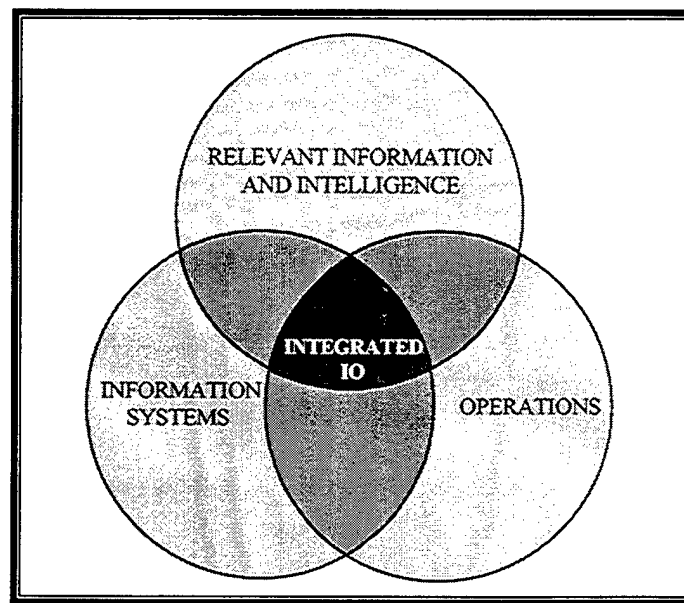 RELEVANT INFORMATION
AND INTELLIGENCE
INTEGRATED
IO
INFORMATION
SYSTEMS
OPERATIONS